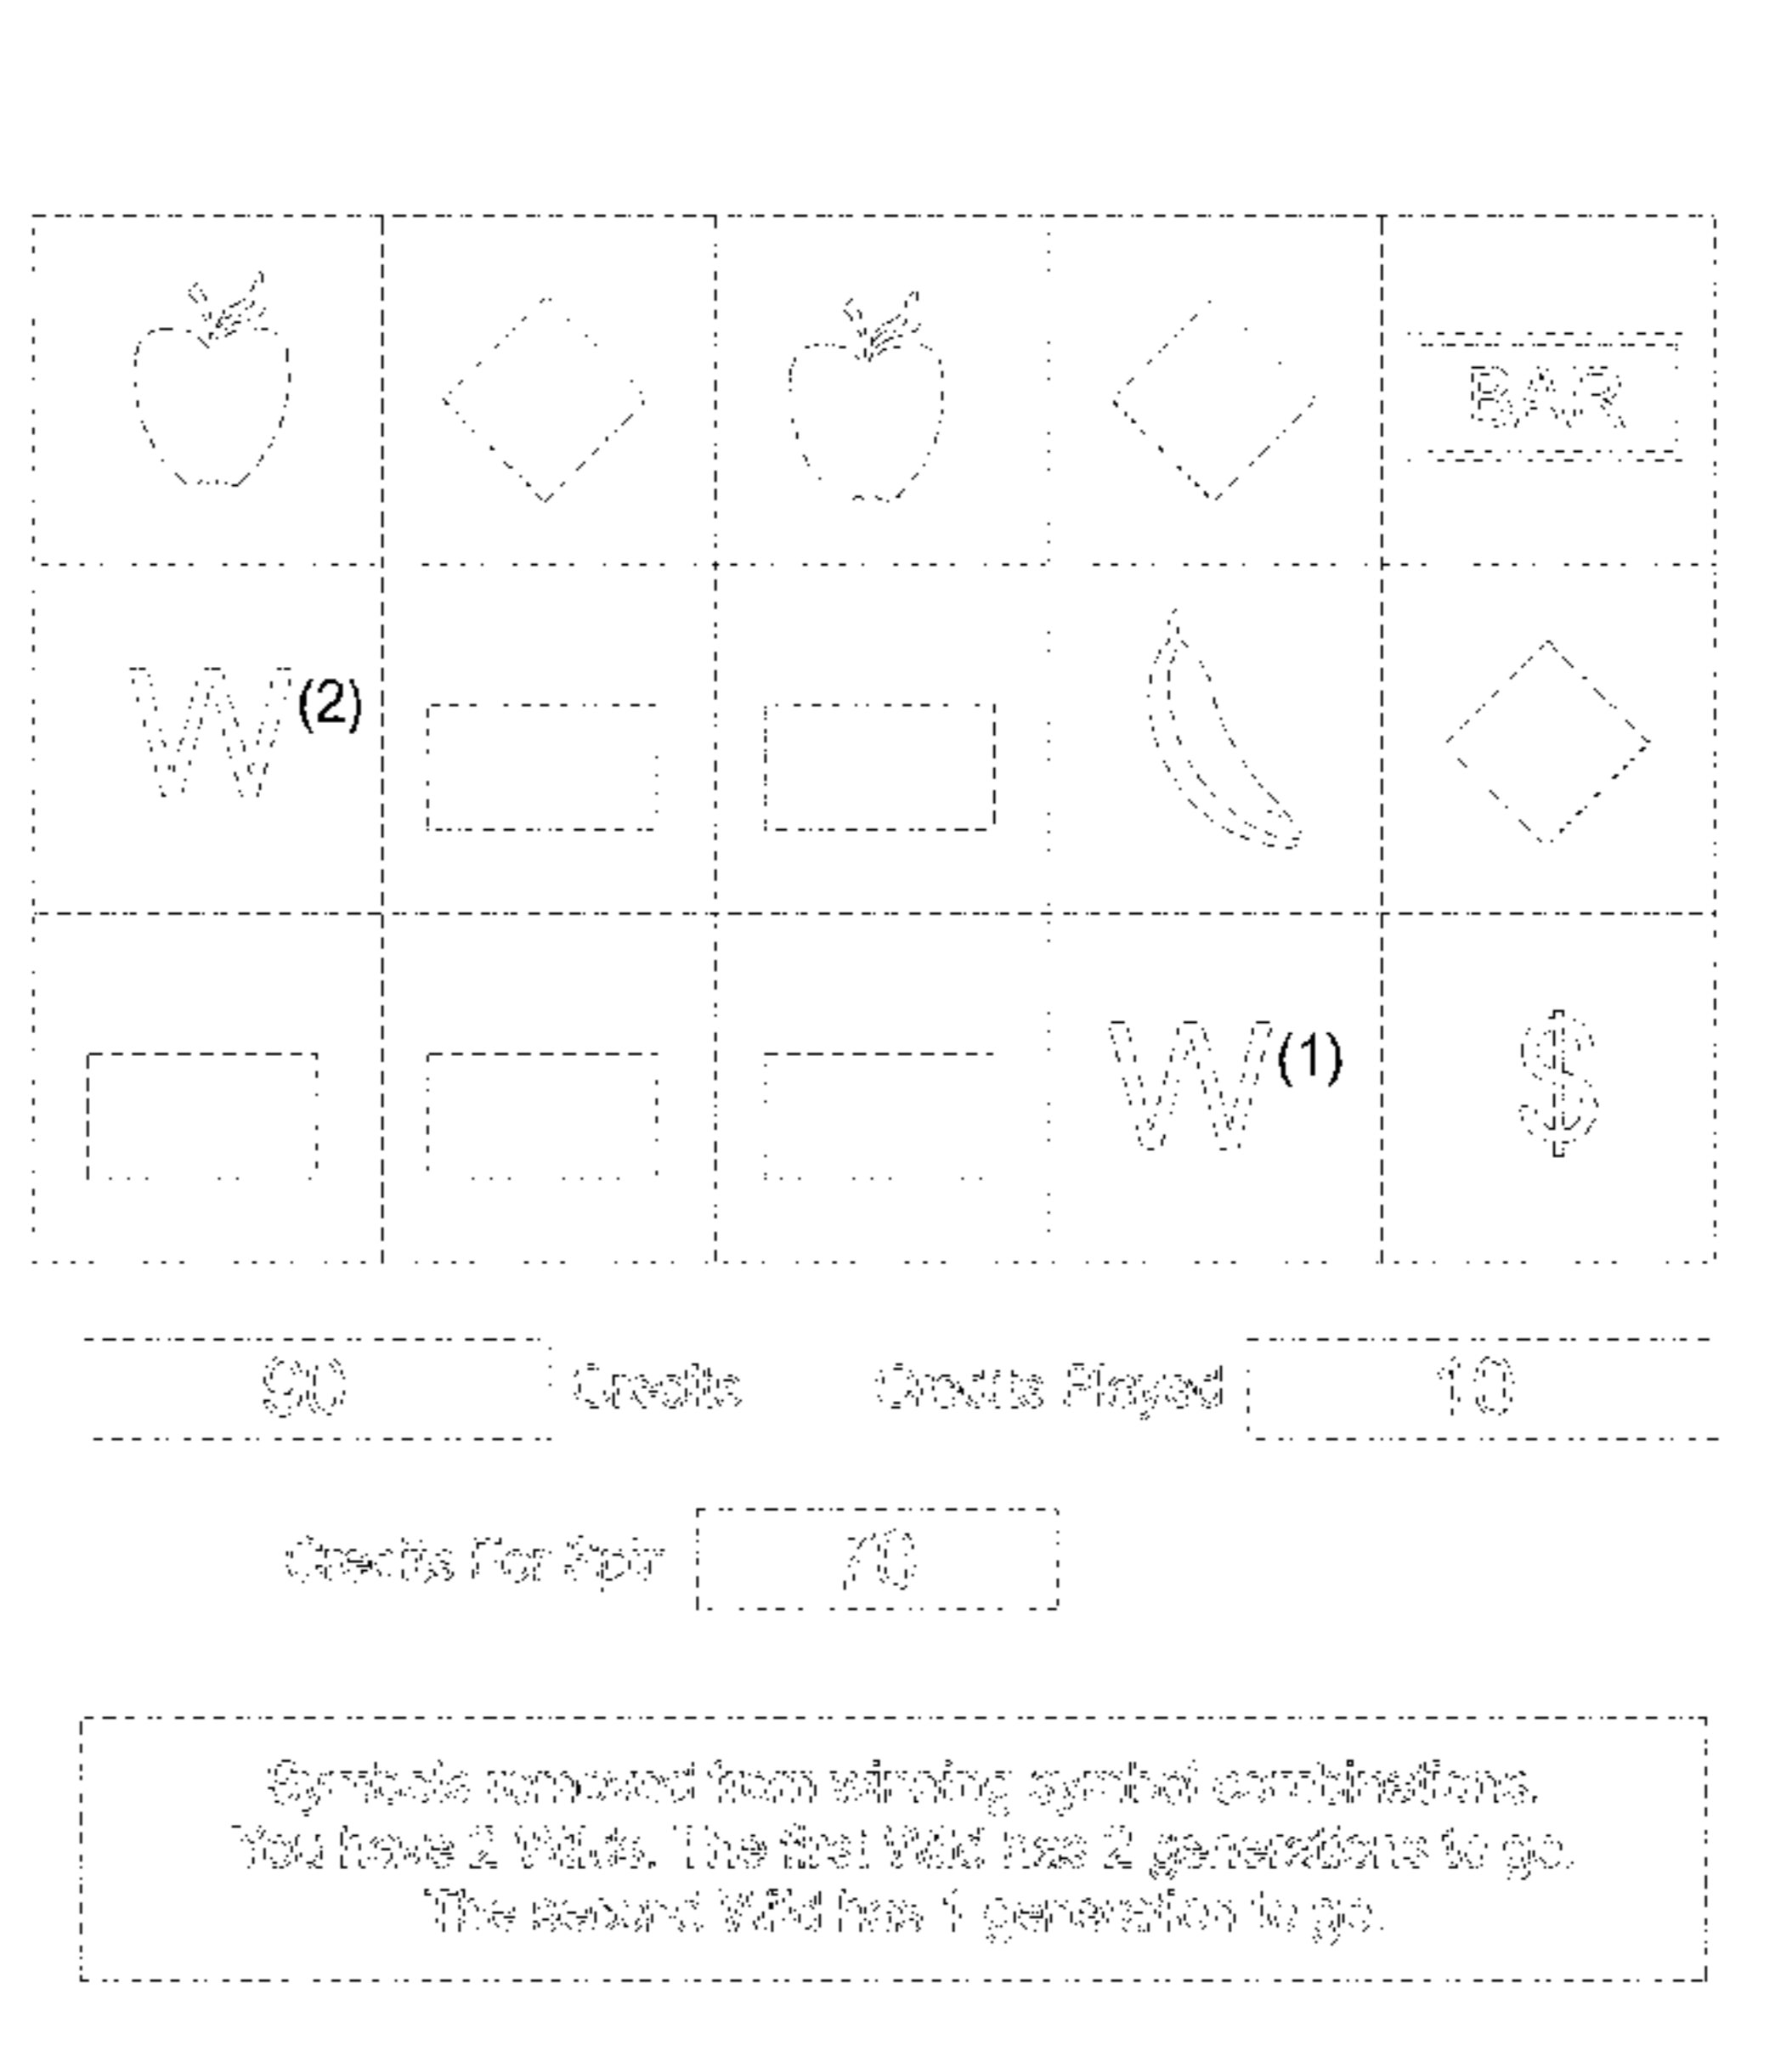 BAR
W(2)
W(1)
$
90 Credits Credits Played 10
Credits For Spin 70
Symbols removed from winning symbol combinations.
You have 2 Wilds. The first Wild has 2 generations to go.
The second Wild has 1 generation to go.